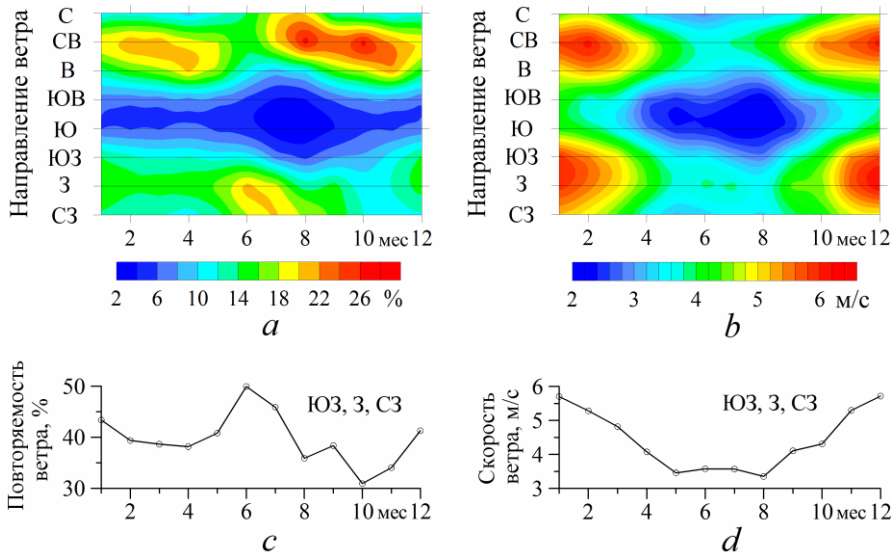 Направление ветра
С
СВ
В
ЮВ
Ю
ЮЗ
З
СЗ
2 4 6 8 10 мес 12
2 6 10 14 18 22 26 %
a
Направление ветра
С
СВ
В
ЮВ
Ю
ЮЗ
З
СЗ
2 4 6 8 10 мес 12
2 3 4 5 6 м/с
b
Повторяемость
ветра, %
50
40
30
ЮЗ, З, СЗ
2 4 6 8 10 мес 12
c
Скорость
ветра, м/с
6
5
4
3
ЮЗ, З, СЗ
2 4 6 8 10 мес 12
d